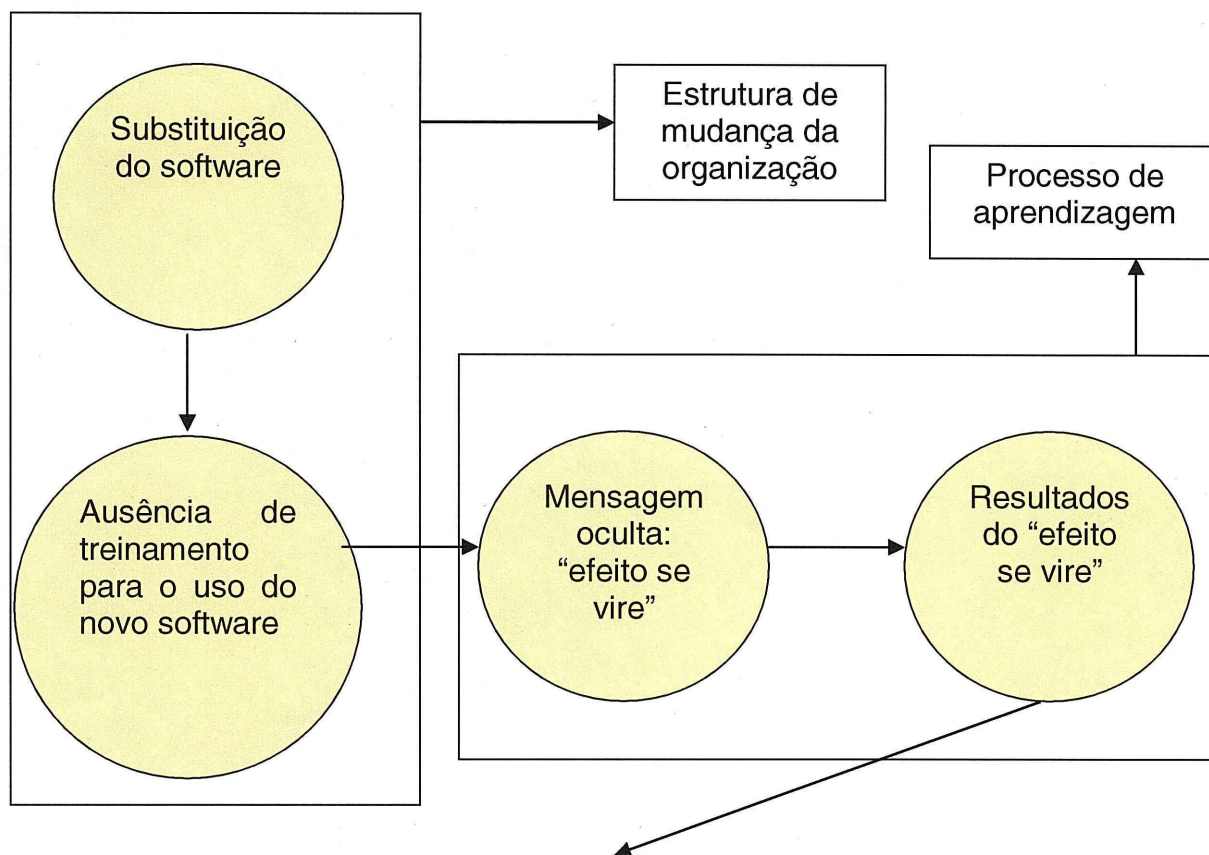 Substituição
do software
Estrutura de
mudança da
organização
Processo de
aprendizagem
Ausência de
treinamento
para o uso do
novo software
Mensagem
oculta:
“efeito se
vire”
Resultados
do “efeito
se vire”